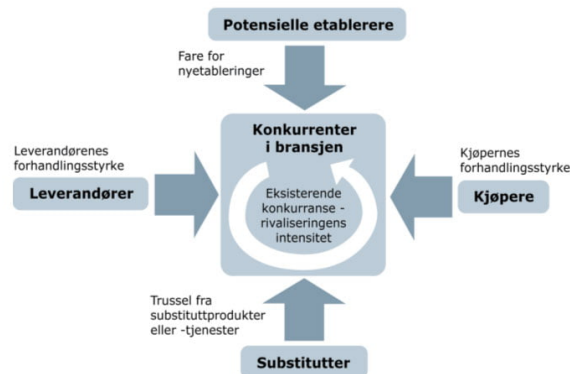 Potensielle etablerere
Fare for
nyetableringer
Konkurrenter
i bransjen
Leverandørenes
forhandlingsstyrke
Leverandører
Eksisterende
konkurranse -
rivaliseringens
intensitet
Kjøpernes
forhandlingsstyrke
Kjøpere
Trussel fra
substituttprodukter
eller -tjenester
Substitutter